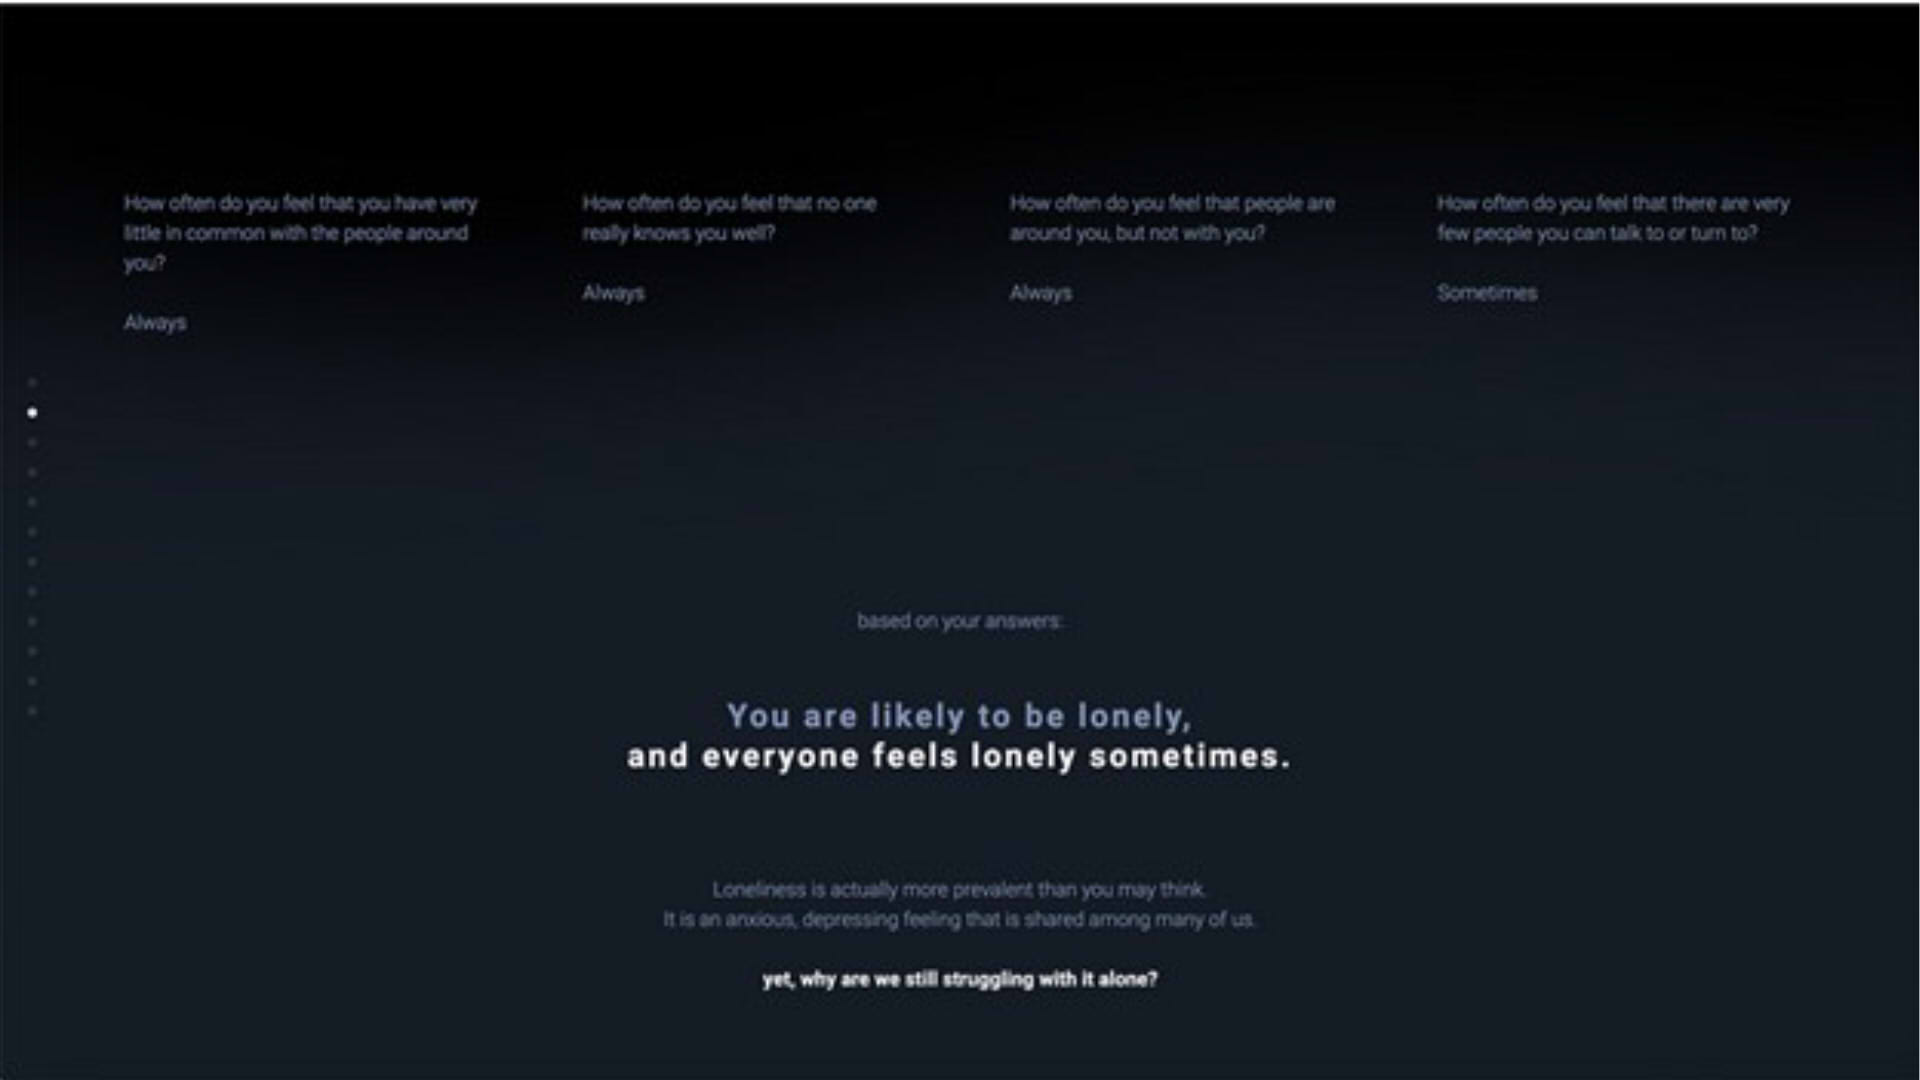 How often do you feel that you have very
little in common with the people around
you?
Always
How often do you feel that no one
really knows you well?
Always
How often do you feel that people are
around you, but not with you?
Always
How often do you feel that there are very
few people you can talk to or turn to?
Sometimes
based on your answers:
You are likely to be lonely,
and everyone feels lonely sometimes.
Loneliness is actually more prevalent than you may think.
It is an anxious, depressing feeling that is shared among many of us.
yet, why are we still struggling with it alone?